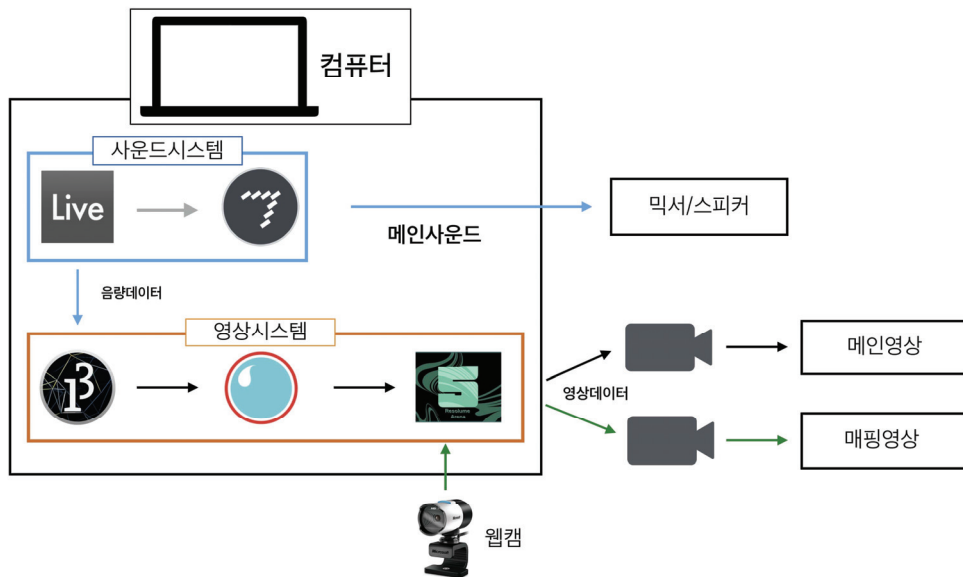 컴퓨터
사운드시스템
Live
메인사운드
믹서/스피커
음량데이터
영상시스템
메인영상
영상데이터
매핑영상
웹캠